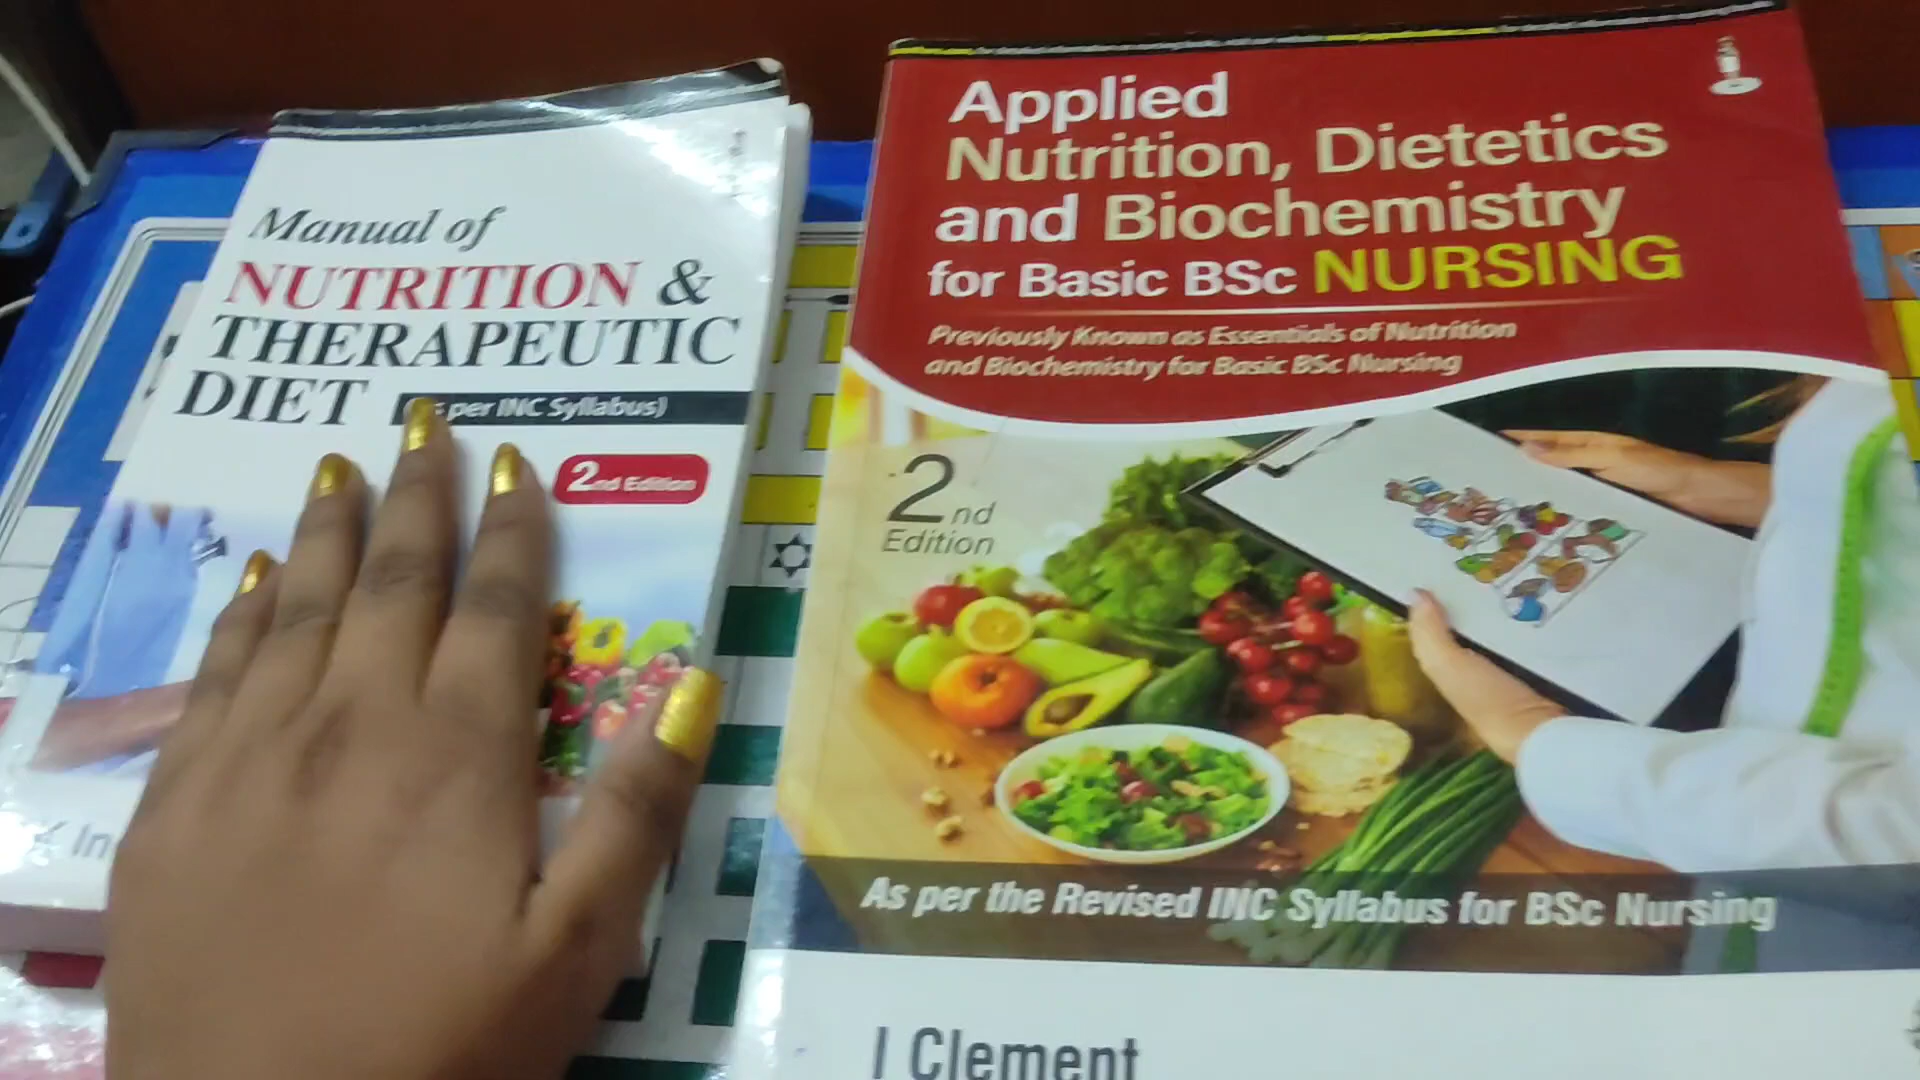 Manual of
NUTRITION &
THERAPEUTIC
DIET
(As per INC Syllabus)
2nd Edition
Applied
Nutrition, Dietetics
and Biochemistry
for Basic BSc NURSING
Previously Known as Essentials of Nutrition
and Biochemistry for Basic BSc Nursing
2nd
Edition
As per the Revised INC Syllabus for BSc Nursing
I Clement